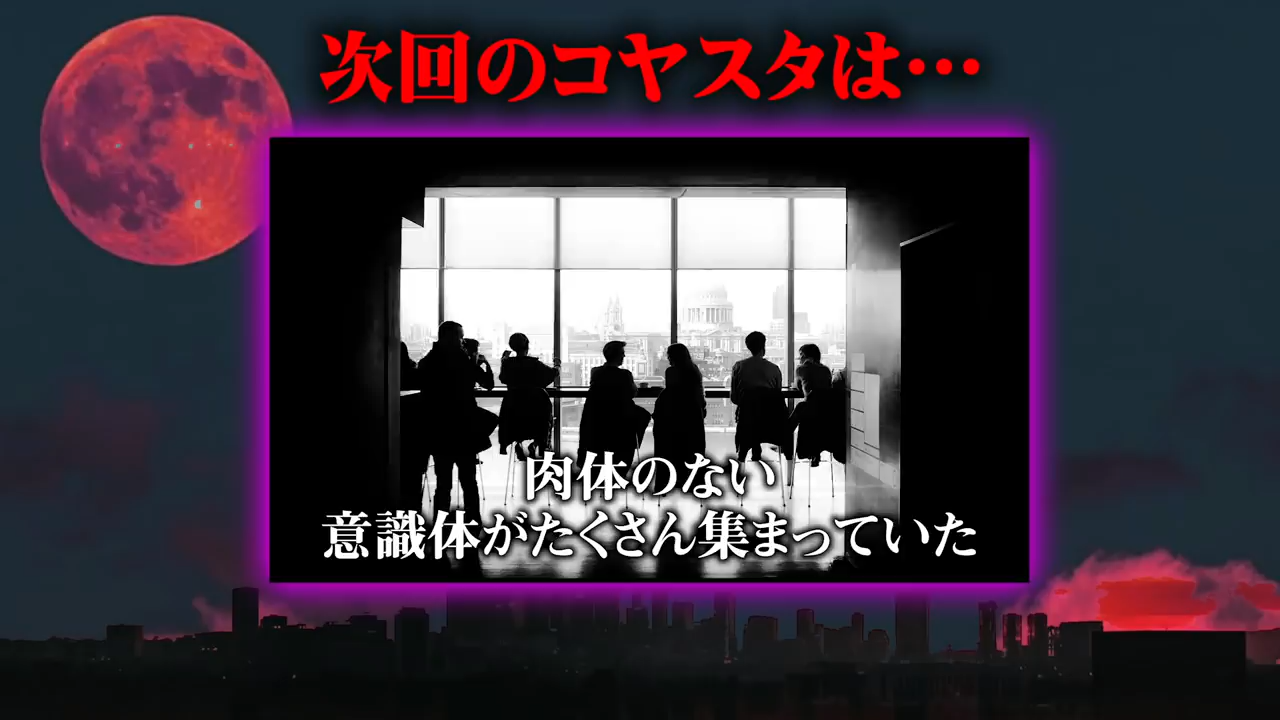 次回のコヤスタは…
肉体のない
意識体がたくさん集まっていた